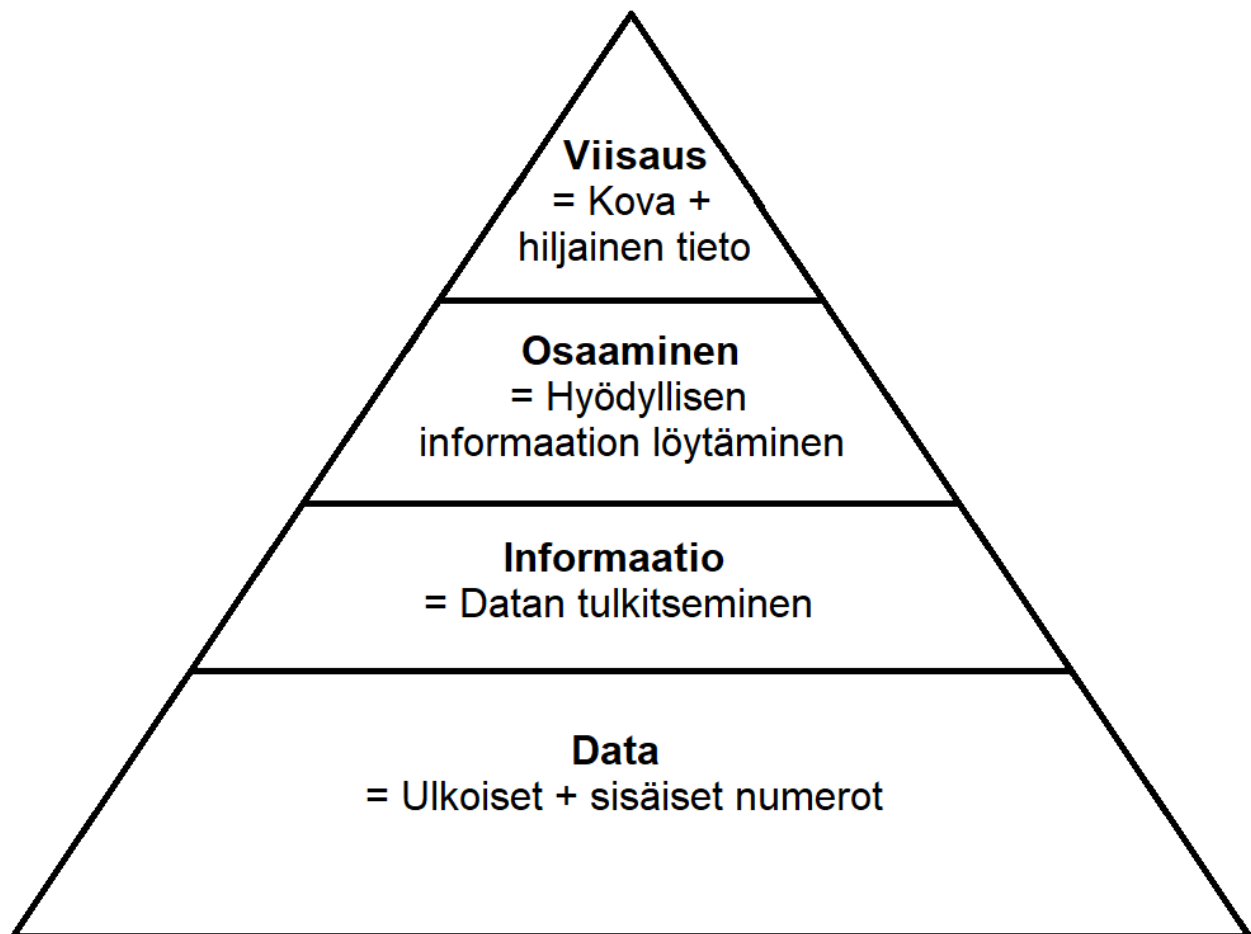 Viisaus
= Kova +
hiljainen tieto
Osaaminen
= Hyödyllisen
informaation löytäminen
Informaatio
= Datan tulkitseminen
Data
= Ulkoiset + sisäiset numerot